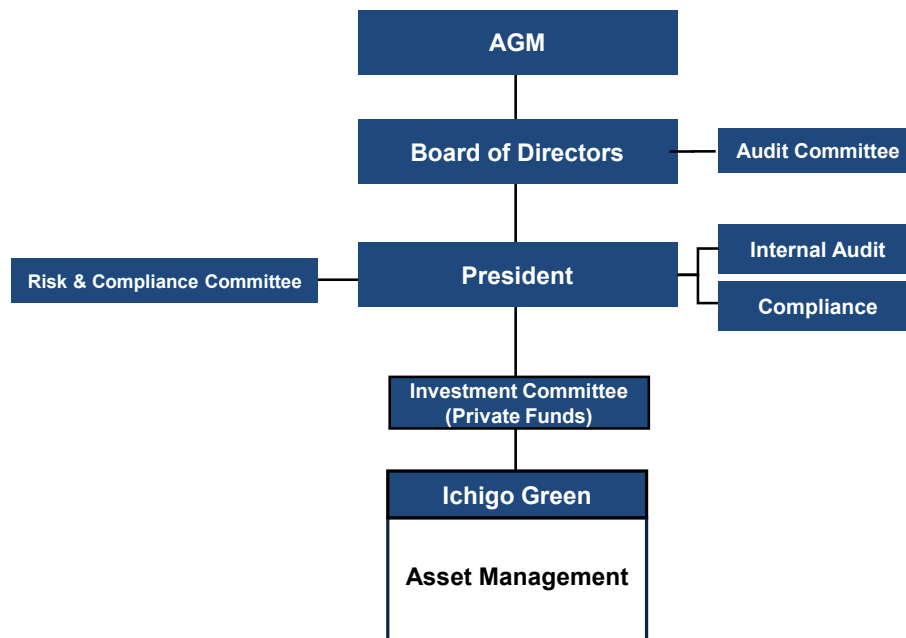 AGM
Board of Directors
Audit Committee
Internal Audit
Risk & Compliance Committee
President
Compliance
Investment Committee
(Private Funds)
Ichigo Green
Asset Management